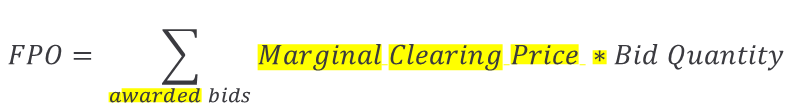 FPO = ∑ Marginal Clearing Price * Bid Quantity
awarded bids